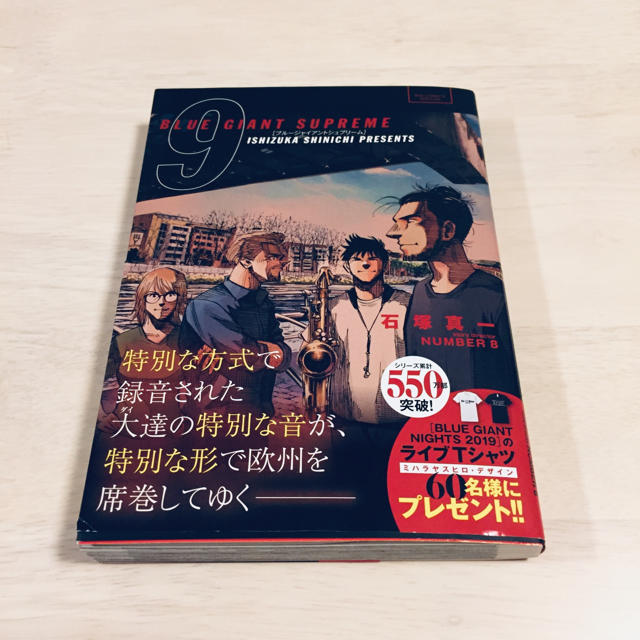 9
BLUE GIANT SUPREME
[ブルージャイアントシュプリーム]
ISHIZUKA SHINICHI PRESENTS
石塚真一
story director
NUMBER 8
特別な方式で
録音された
ダイ
大達の特別な音が、
特別な形で欧州を
席巻してゆく────
シリーズ累計
550万部
突破!
[BLUE GIANT
NIGHTS 2019]の
ライブTシャツ
ミハラヤスヒロ・デザイン
60名様に
プレゼント!!